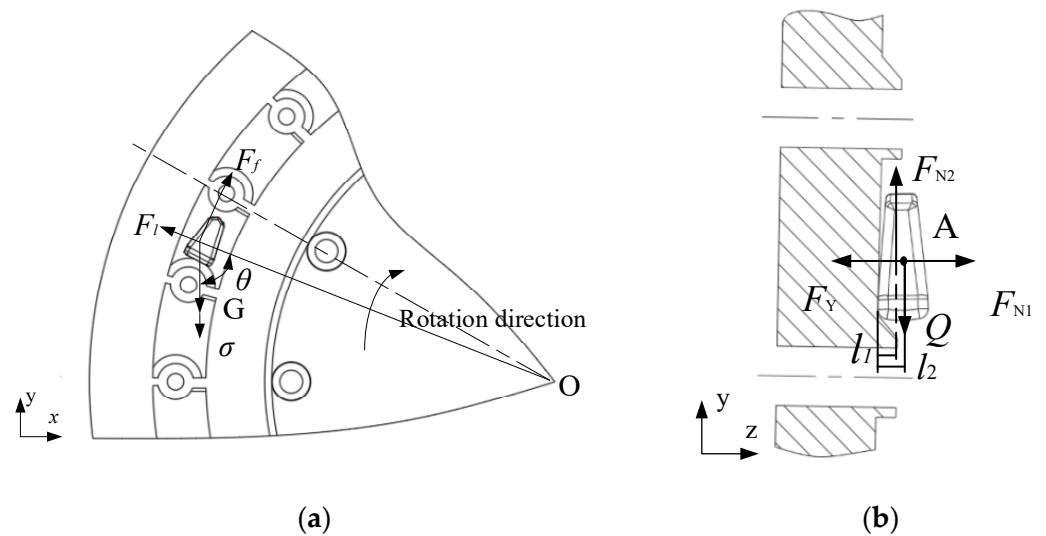 F_f
F_l
θ
G
σ
Rotation direction
O
y
x
(a)
F_N2
A
F_Y
F_N1
Q
l_1
l_2
y
z
(b)